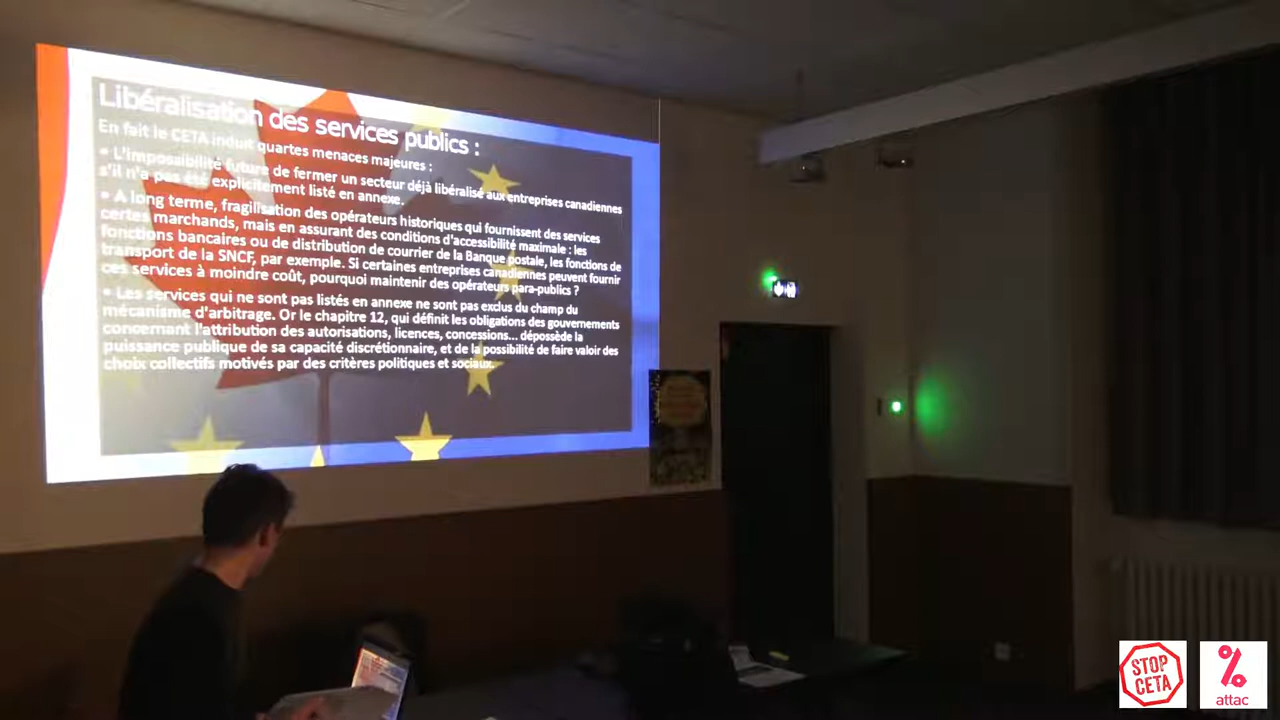 Libéralisation des services publics :
En fait le CETA induit quartes menaces majeures :
• L'impossibilité future de fermer un secteur déjà libéralisé aux entreprises canadiennes
s'il n'a pas été explicitement listé en annexe.
• A long terme, fragilisation des opérateurs historiques qui fournissent des services
certes marchands, mais en assurant des conditions d'accessibilité maximale : les
fonctions bancaires ou de distribution de courrier de la Banque postale, les fonctions de
transport de la SNCF, par exemple. Si certaines entreprises canadiennes peuvent fournir
ces services à moindre coût, pourquoi maintenir des opérateurs para-publics ?
• Les services qui ne sont pas listés en annexe ne sont pas exclus du champ du
mécanisme d'arbitrage. Or le chapitre 12, qui définit les obligations des gouvernements
concernant l'attribution des autorisations, licences, concessions... dépossède la
puissance publique de sa capacité discrétionnaire, et de la possibilité de faire valoir des
choix collectifs motivés par des critères politiques et sociaux.
STOP
CETA
%
attac